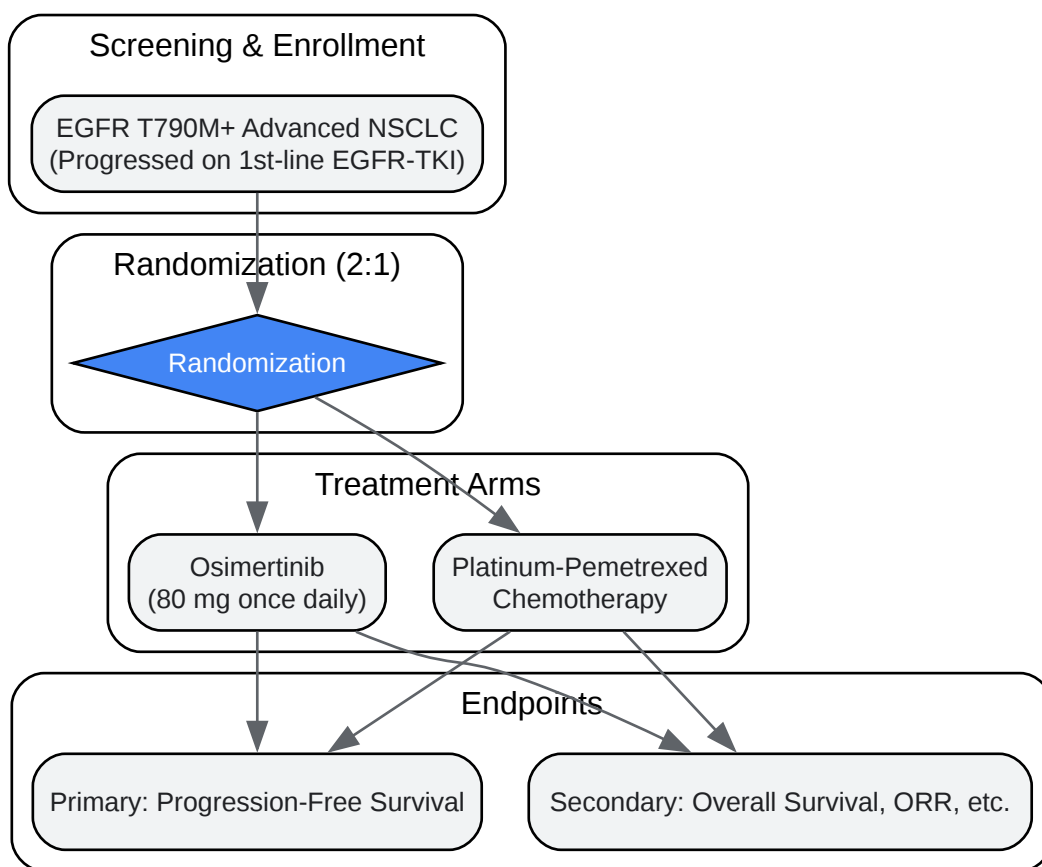 Screening & Enrollment
EGFR T790M+ Advanced NSCLC
(Progressed on 1st-line EGFR-TKI)
Randomization (2:1)
Randomization
Treatment Arms
Osimertinib
(80 mg once daily)
Platinum-Pemetrexed
Chemotherapy
Endpoints
Primary: Progression-Free Survival
Secondary: Overall Survival, ORR, etc.